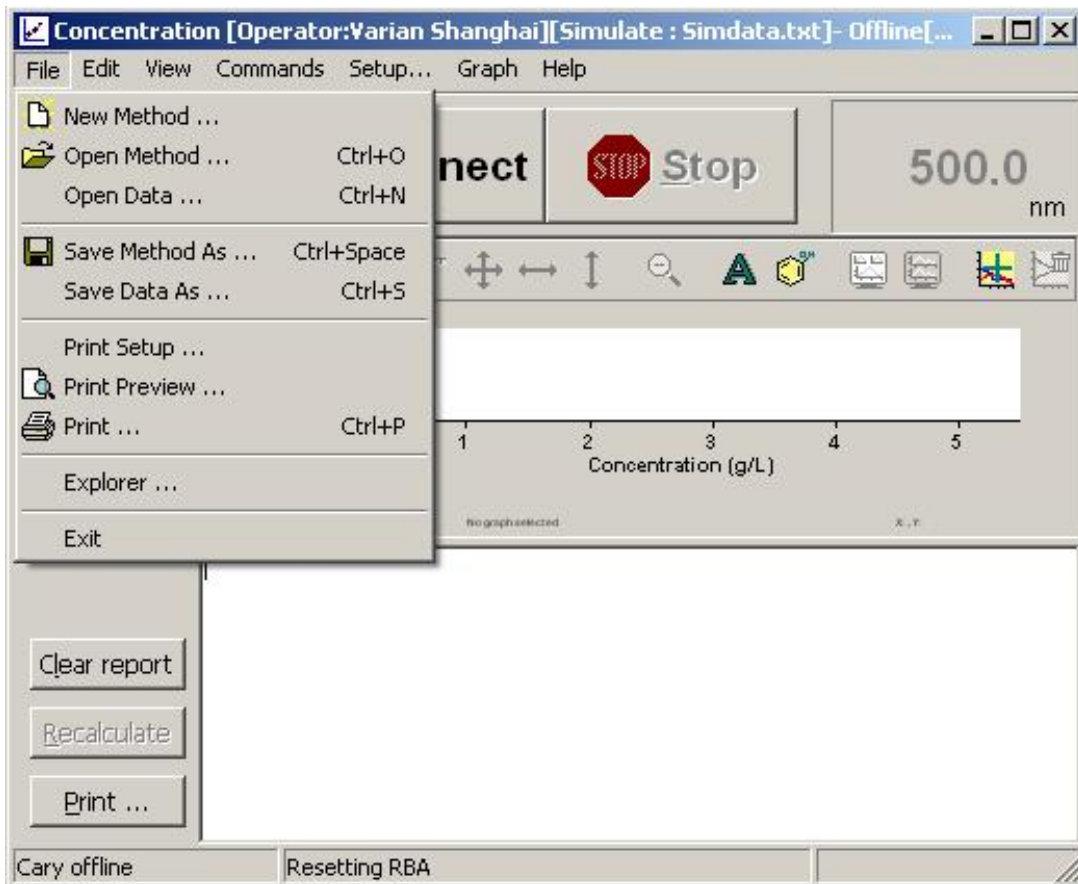 Concentration [Operator:Varian Shanghai][Simulate : Simdata.txt]- Offline[...
File Edit View Commands Setup... Graph Help
New Method ...
Open Method ... Ctrl+O
Open Data ... Ctrl+N
Save Method As ... Ctrl+Space
Save Data As ... Ctrl+S
Print Setup ...
Print Preview ...
Print ... Ctrl+P
Explorer ...
Exit
nect
STOP Stop
500.0
nm
A OH
1 2 3 4 5
Concentration (g/L)
No graph selected X: , Y:
Clear report
Recalculate
Print ...
Cary offline Resetting RBA